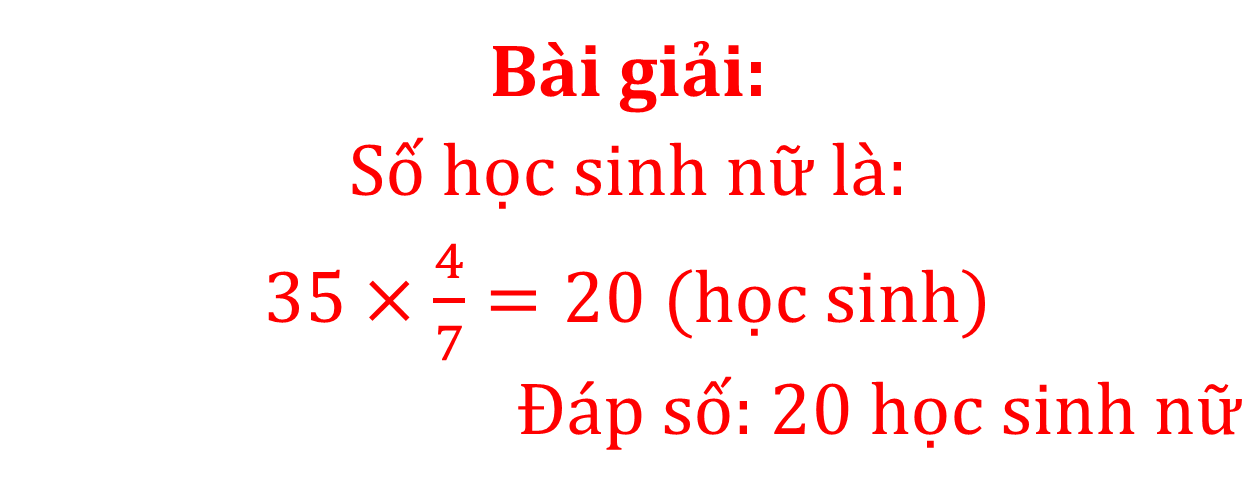 Bài giải:
Số học sinh nữ là:
35 × 4/7 = 20 (học sinh)
Đáp số: 20 học sinh nữ